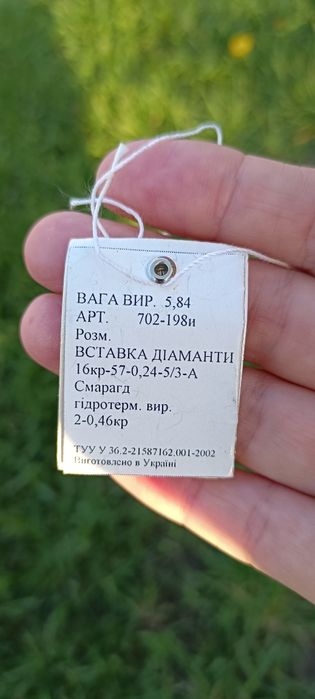 ВАГА ВИР. 5,84
АРТ. 702-198и
Розм.
ВСТАВКА ДІАМАНТИ
16кр-57-0,24-5/3-А
Смарагд
гідротерм. вир.
2-0,46кр
ТУУ У 36.2-21587162.001-2002
Виготовлено в Україні